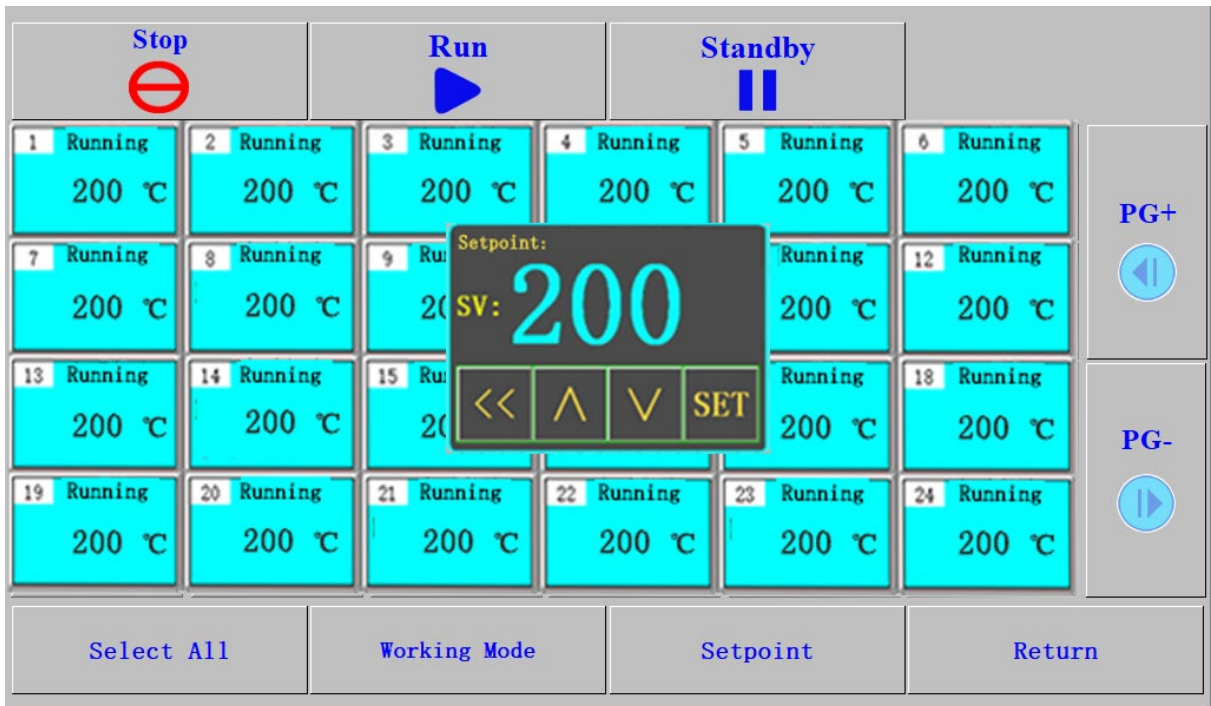 Stop Run Standby
1 Running 2 Running 3 Running 4 Running 5 Running 6 Running
200 ℃ 200 ℃ 200 ℃ 200 ℃ 200 ℃ 200 ℃
PG+
Setpoint:
7 Running 8 Running 9 Running 12 Running
SV: 200
200 ℃ 200 ℃ 200 ℃ 200 ℃
13 Running 14 Running 15 Running 18 Running
<< ∧ ∨ SET
200 ℃ 200 ℃ 200 ℃ 200 ℃
PG-
19 Running 20 Running 21 Running 22 Running 23 Running 24 Running
200 ℃ 200 ℃ 200 ℃ 200 ℃ 200 ℃ 200 ℃
Select All Working Mode Setpoint Return